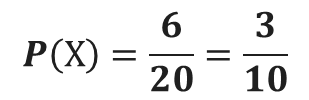 P(X) = 6/20 = 3/10